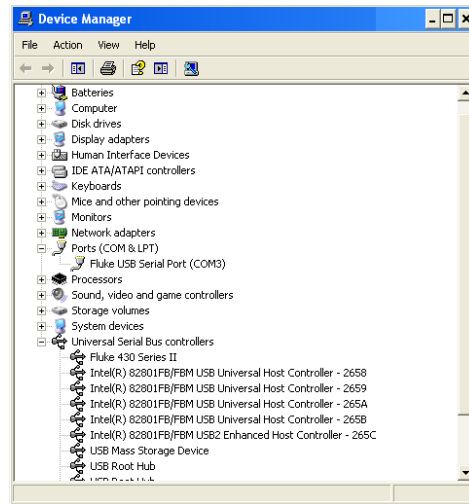 Device Manager
File Action View Help
Batteries
Computer
Disk drives
Display adapters
Human Interface Devices
IDE ATA/ATAPI controllers
Keyboards
Mice and other pointing devices
Monitors
Network adapters
Ports (COM & LPT)
Fluke USB Serial Port (COM3)
Processors
Sound, video and game controllers
Storage volumes
System devices
Universal Serial Bus controllers
Fluke 430 Series II
Intel(R) 82801FB/FBM USB Universal Host Controller - 2658
Intel(R) 82801FB/FBM USB Universal Host Controller - 2659
Intel(R) 82801FB/FBM USB Universal Host Controller - 265A
Intel(R) 82801FB/FBM USB Universal Host Controller - 265B
Intel(R) 82801FB/FBM USB2 Enhanced Host Controller - 265C
USB Mass Storage Device
USB Root Hub
USB Root Hub